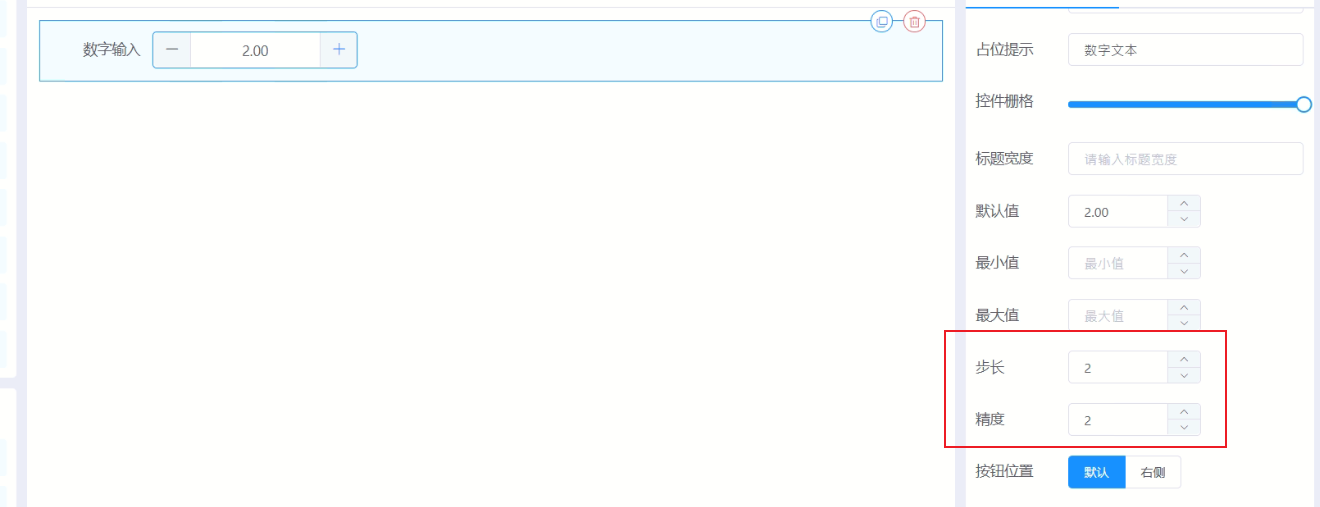 数字输入
2.00
占位提示
数字文本
控件栅格
标题宽度
请输入标题宽度
默认值
2.00
最小值
最小值
最大值
最大值
步长
2
精度
2
按钮位置
默认
右侧